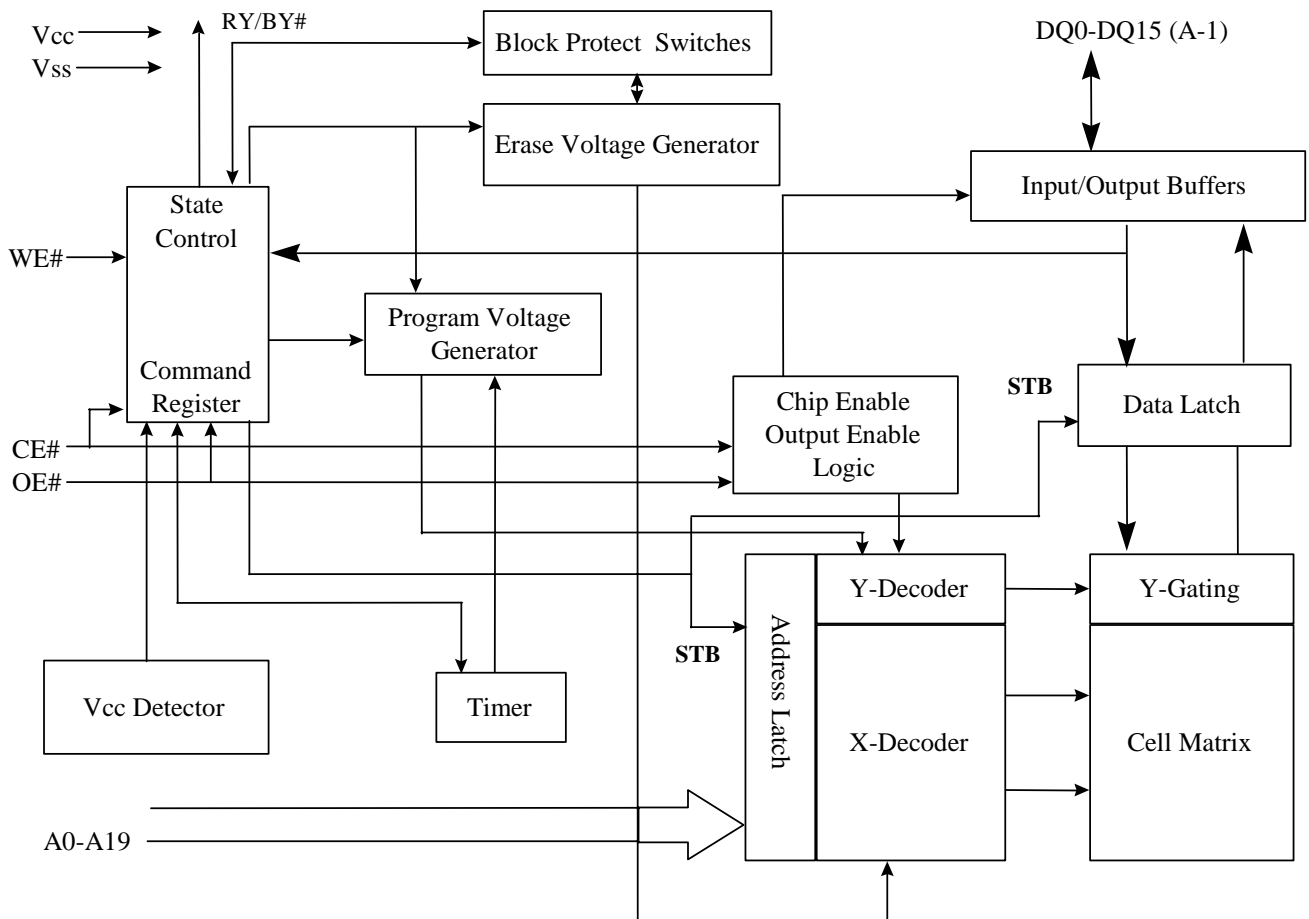 RY/BY#
Vcc
Vss
Block Protect Switches
DQ0-DQ15 (A-1)
Erase Voltage Generator
Input/Output Buffers
State
Control
WE#
Program Voltage
Generator
Command
Register
STB
Chip Enable
Output Enable
Logic
Data Latch
CE#
OE#
Y-Decoder
Y-Gating
Address Latch
STB
Vcc Detector
Timer
X-Decoder
Cell Matrix
A0-A19